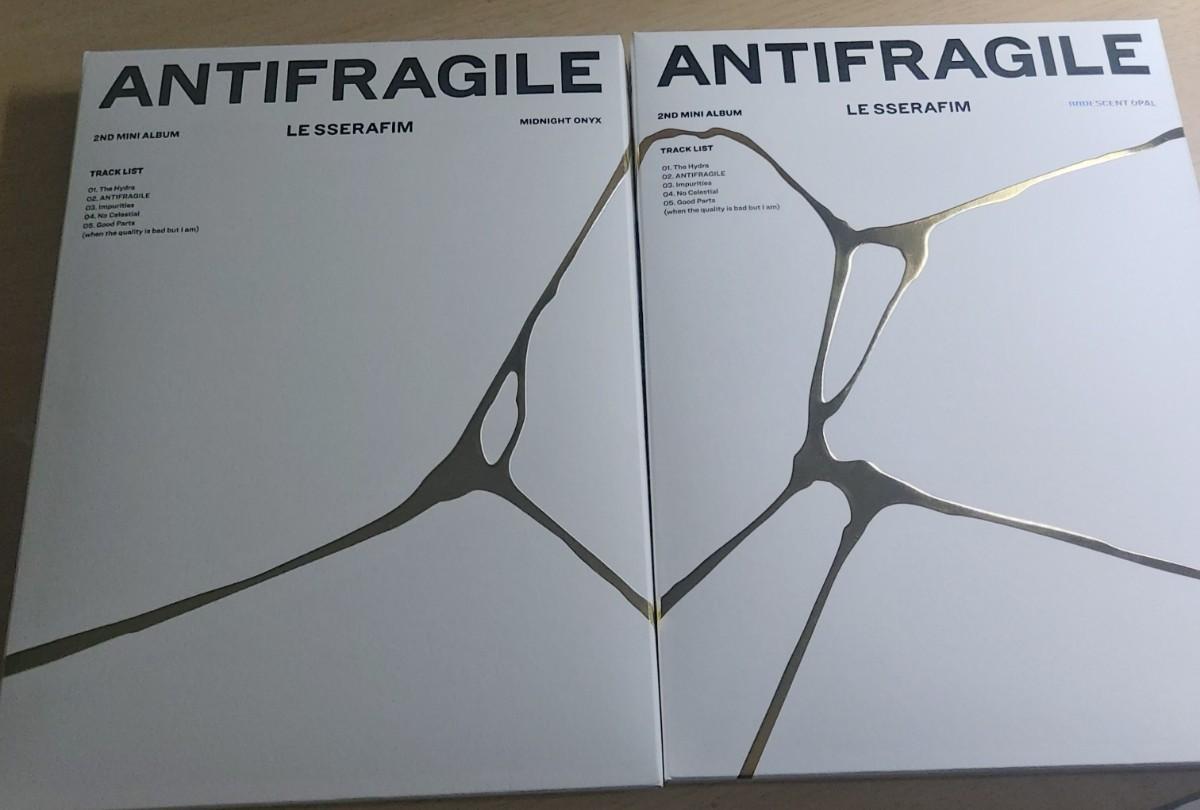 ANTIFRAGILE
2ND MINI ALBUM
LE SSERAFIM
MIDNIGHT ONYX
TRACK LIST
01. The Hydra
02. ANTIFRAGILE
03. Impurities
04. No Celestial
05. Good Parts
(when the quality is bad but I am)
ANTIFRAGILE
2ND MINI ALBUM
LE SSERAFIM
IRIDESCENT OPAL
TRACK LIST
01. The Hydra
02. ANTIFRAGILE
03. Impurities
04. No Celestial
05. Good Parts
(when the quality is bad but I am)